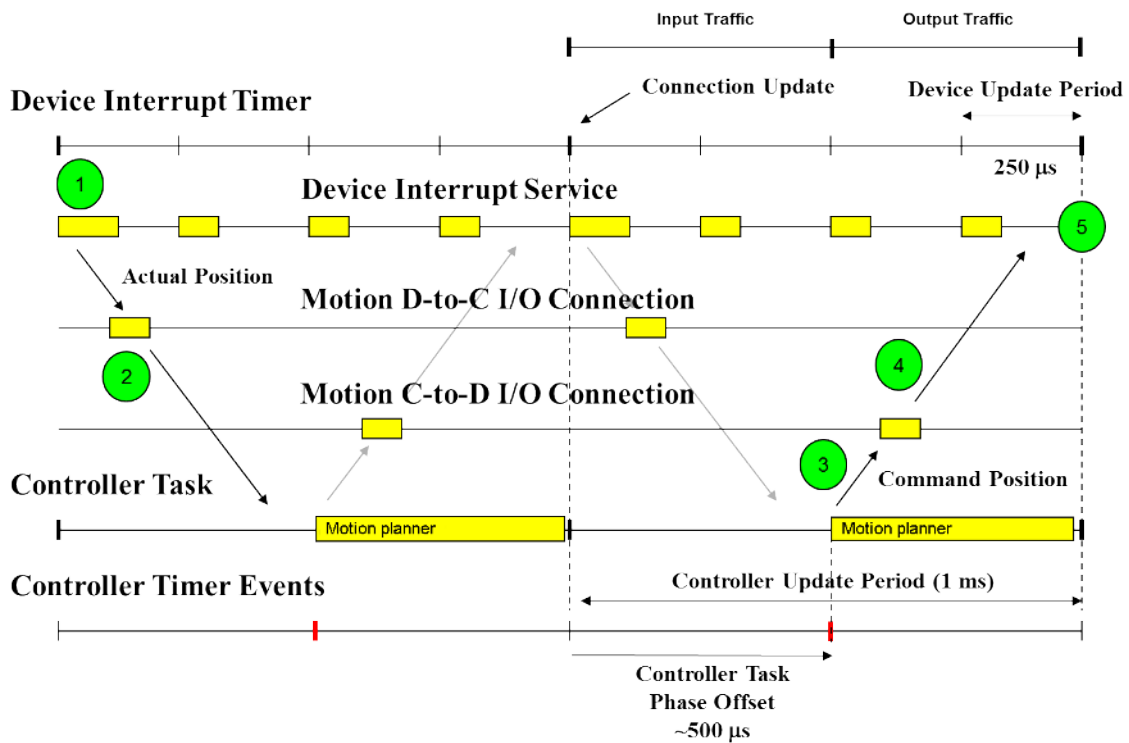 Input Traffic
Output Traffic
Connection Update
Device Update Period
Device Interrupt Timer
250 µs
1
Device Interrupt Service
5
Actual Position
Motion D-to-C I/O Connection
2
4
Motion C-to-D I/O Connection
3
Controller Task
Command Position
Motion planner
Motion planner
Controller Timer Events
Controller Update Period (1 ms)
Controller Task
Phase Offset
~500 µs